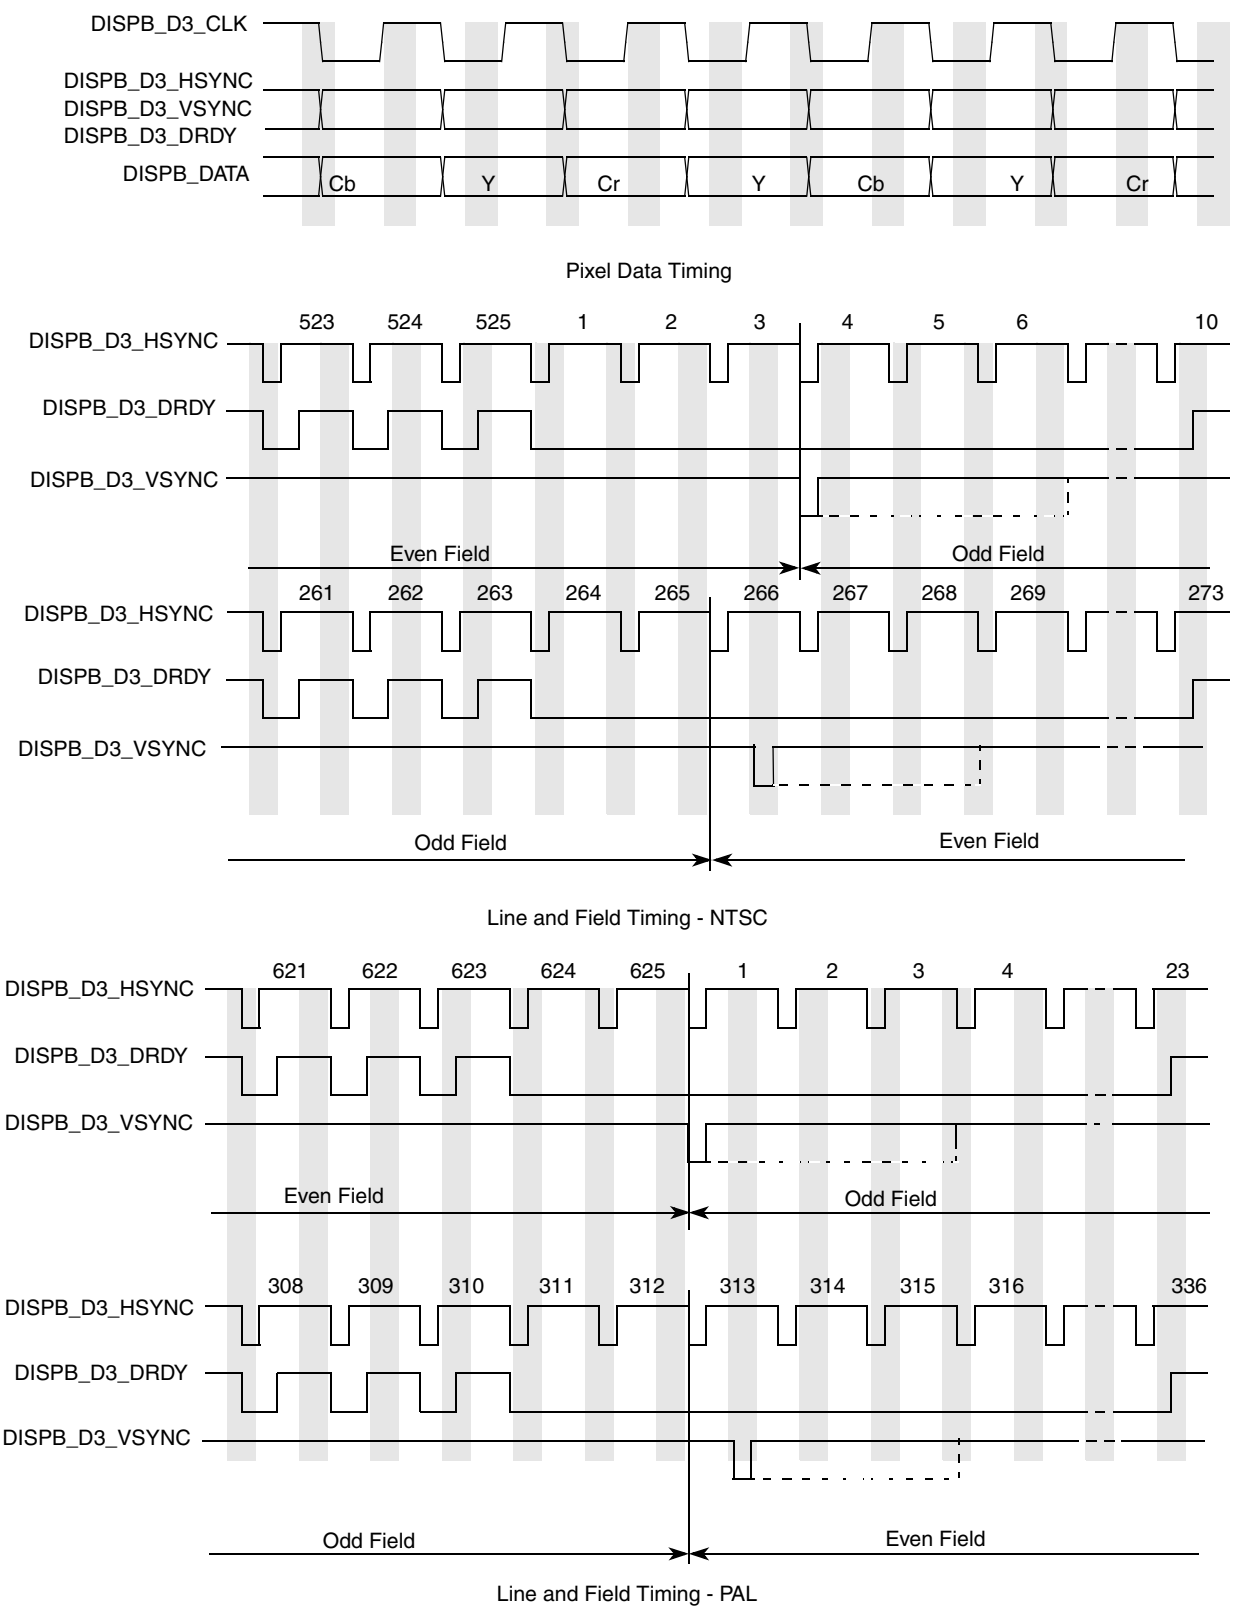 DISPB_D3_CLK
DISPB_D3_HSYNC
DISPB_D3_VSYNC
DISPB_D3_DRDY
DISPB_DATA
Cb Y Cr Y Cb Y Cr
Pixel Data Timing
523 524 525 1 2 3 4 5 6 10
DISPB_D3_HSYNC
DISPB_D3_DRDY
DISPB_D3_VSYNC
Even Field Odd Field
261 262 263 264 265 266 267 268 269 273
DISPB_D3_HSYNC
DISPB_D3_DRDY
DISPB_D3_VSYNC
Odd Field Even Field
Line and Field Timing - NTSC
621 622 623 624 625 1 2 3 4 23
DISPB_D3_HSYNC
DISPB_D3_DRDY
DISPB_D3_VSYNC
Even Field Odd Field
308 309 310 311 312 313 314 315 316 336
DISPB_D3_HSYNC
DISPB_D3_DRDY
DISPB_D3_VSYNC
Odd Field Even Field
Line and Field Timing - PAL